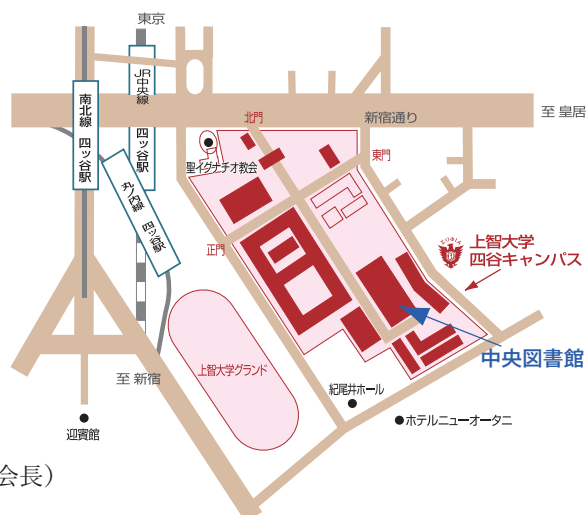 東京
JR中央線 四ッ谷駅
南北線 四ッ谷駅
丸ノ内線 四ッ谷駅
北門
新宿通り
至 皇居
聖イグナチオ教会
東門
正門
SOPHIA
上智大学
四谷キャンパス
中央図書館
上智大学グランド
至 新宿
紀尾井ホール
ホテルニューオータニ
迎賓館
会長）